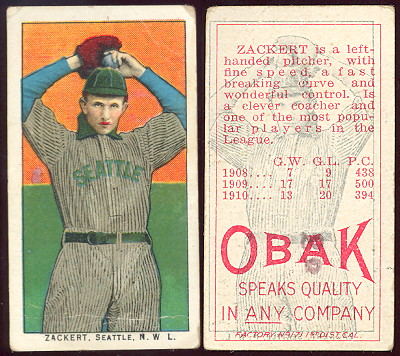 SEATTLE
ZACKERT, SEATTLE, N. W L.
ZACKERT is a left-
handed pitcher, with
fine speed, a fast
breaking curve and
wonderful control. Is
a clever coacher and
one of the most popu-
lar players in the
League.
G.W. G.L. P.C.
1908.... 7 9 438
1909.... 17 17 500
1910.... 13 20 394
OBAK
SPEAKS QUALITY
IN ANY COMPANY
FACTORY Nº 171 1ST DIST. CAL.